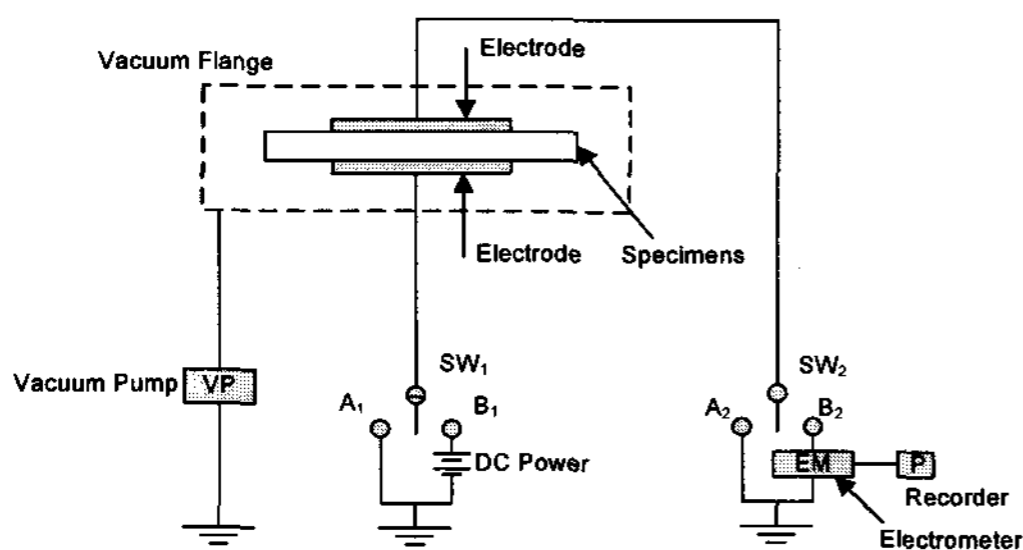 Electrode
Vacuum Flange
Electrode
Specimens
SW₁
SW₂
Vacuum Pump
VP
A₁
B₁
A₂
B₂
DC Power
EM
P
Recorder
Electrometer